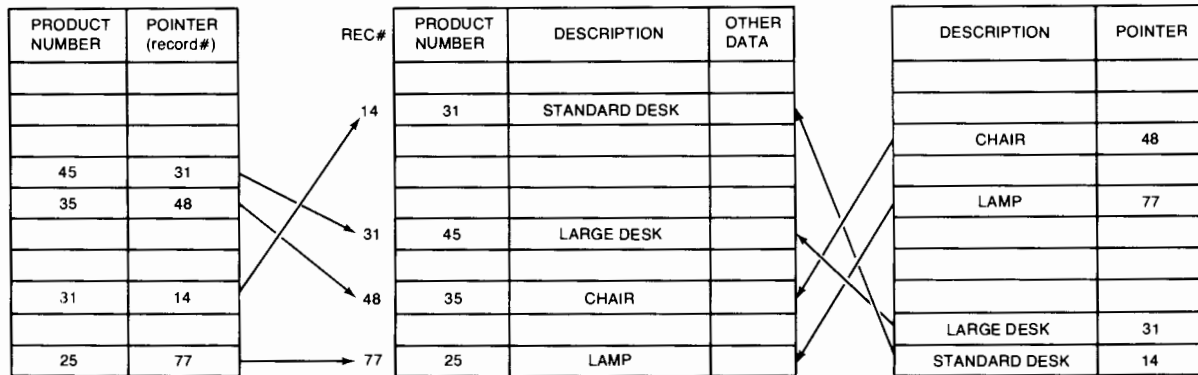 PRODUCT NUMBER POINTER (record#)
45 31
35 48
31 14
25 77
REC# PRODUCT NUMBER DESCRIPTION OTHER DATA
14 31 STANDARD DESK
31 45 LARGE DESK
48 35 CHAIR
77 25 LAMP
DESCRIPTION POINTER
CHAIR 48
LAMP 77
LARGE DESK 31
STANDARD DESK 14